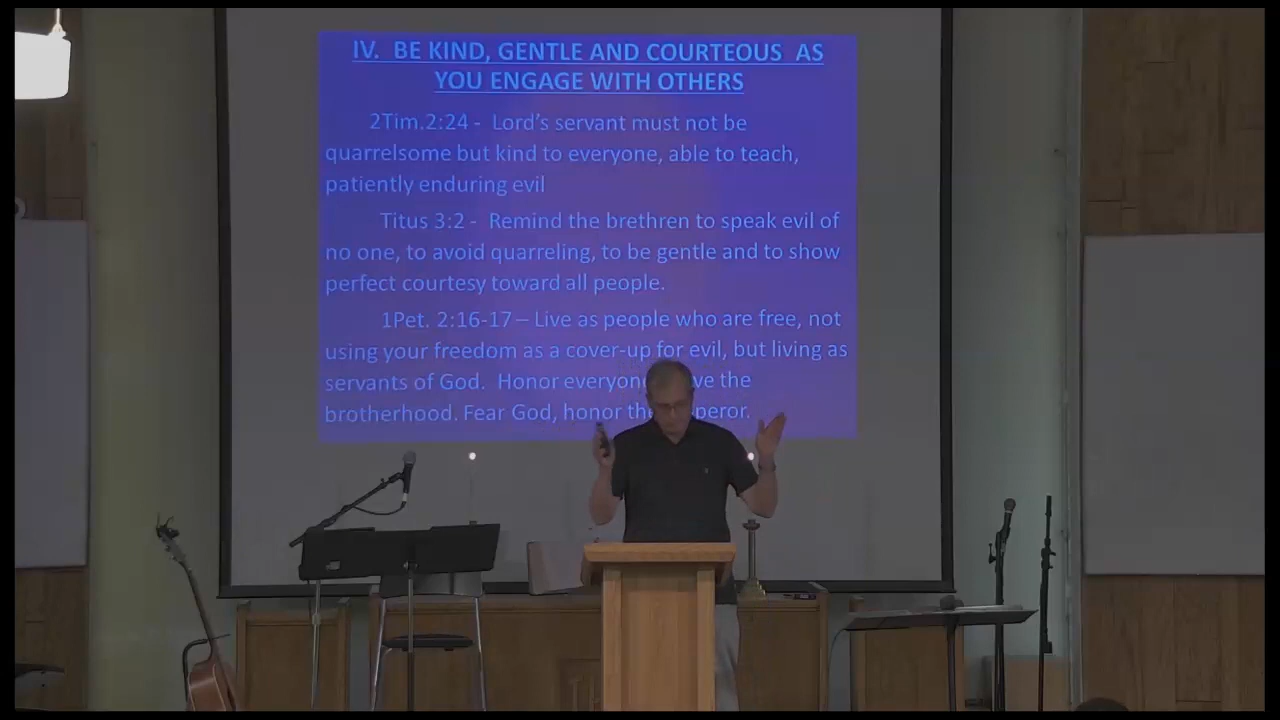 IV. BE KIND, GENTLE AND COURTEOUS AS
YOU ENGAGE WITH OTHERS
2Tim.2:24 - Lord's servant must not be
quarrelsome but kind to everyone, able to teach,
patiently enduring evil
Titus 3:2 - Remind the brethren to speak evil of
no one, to avoid quarreling, to be gentle and to show
perfect courtesy toward all people.
1Pet. 2:16-17 – Live as people who are free, not
using your freedom as a cover-up for evil, but living as
servants of God. Honor the
brotherhood. Fear God, honor